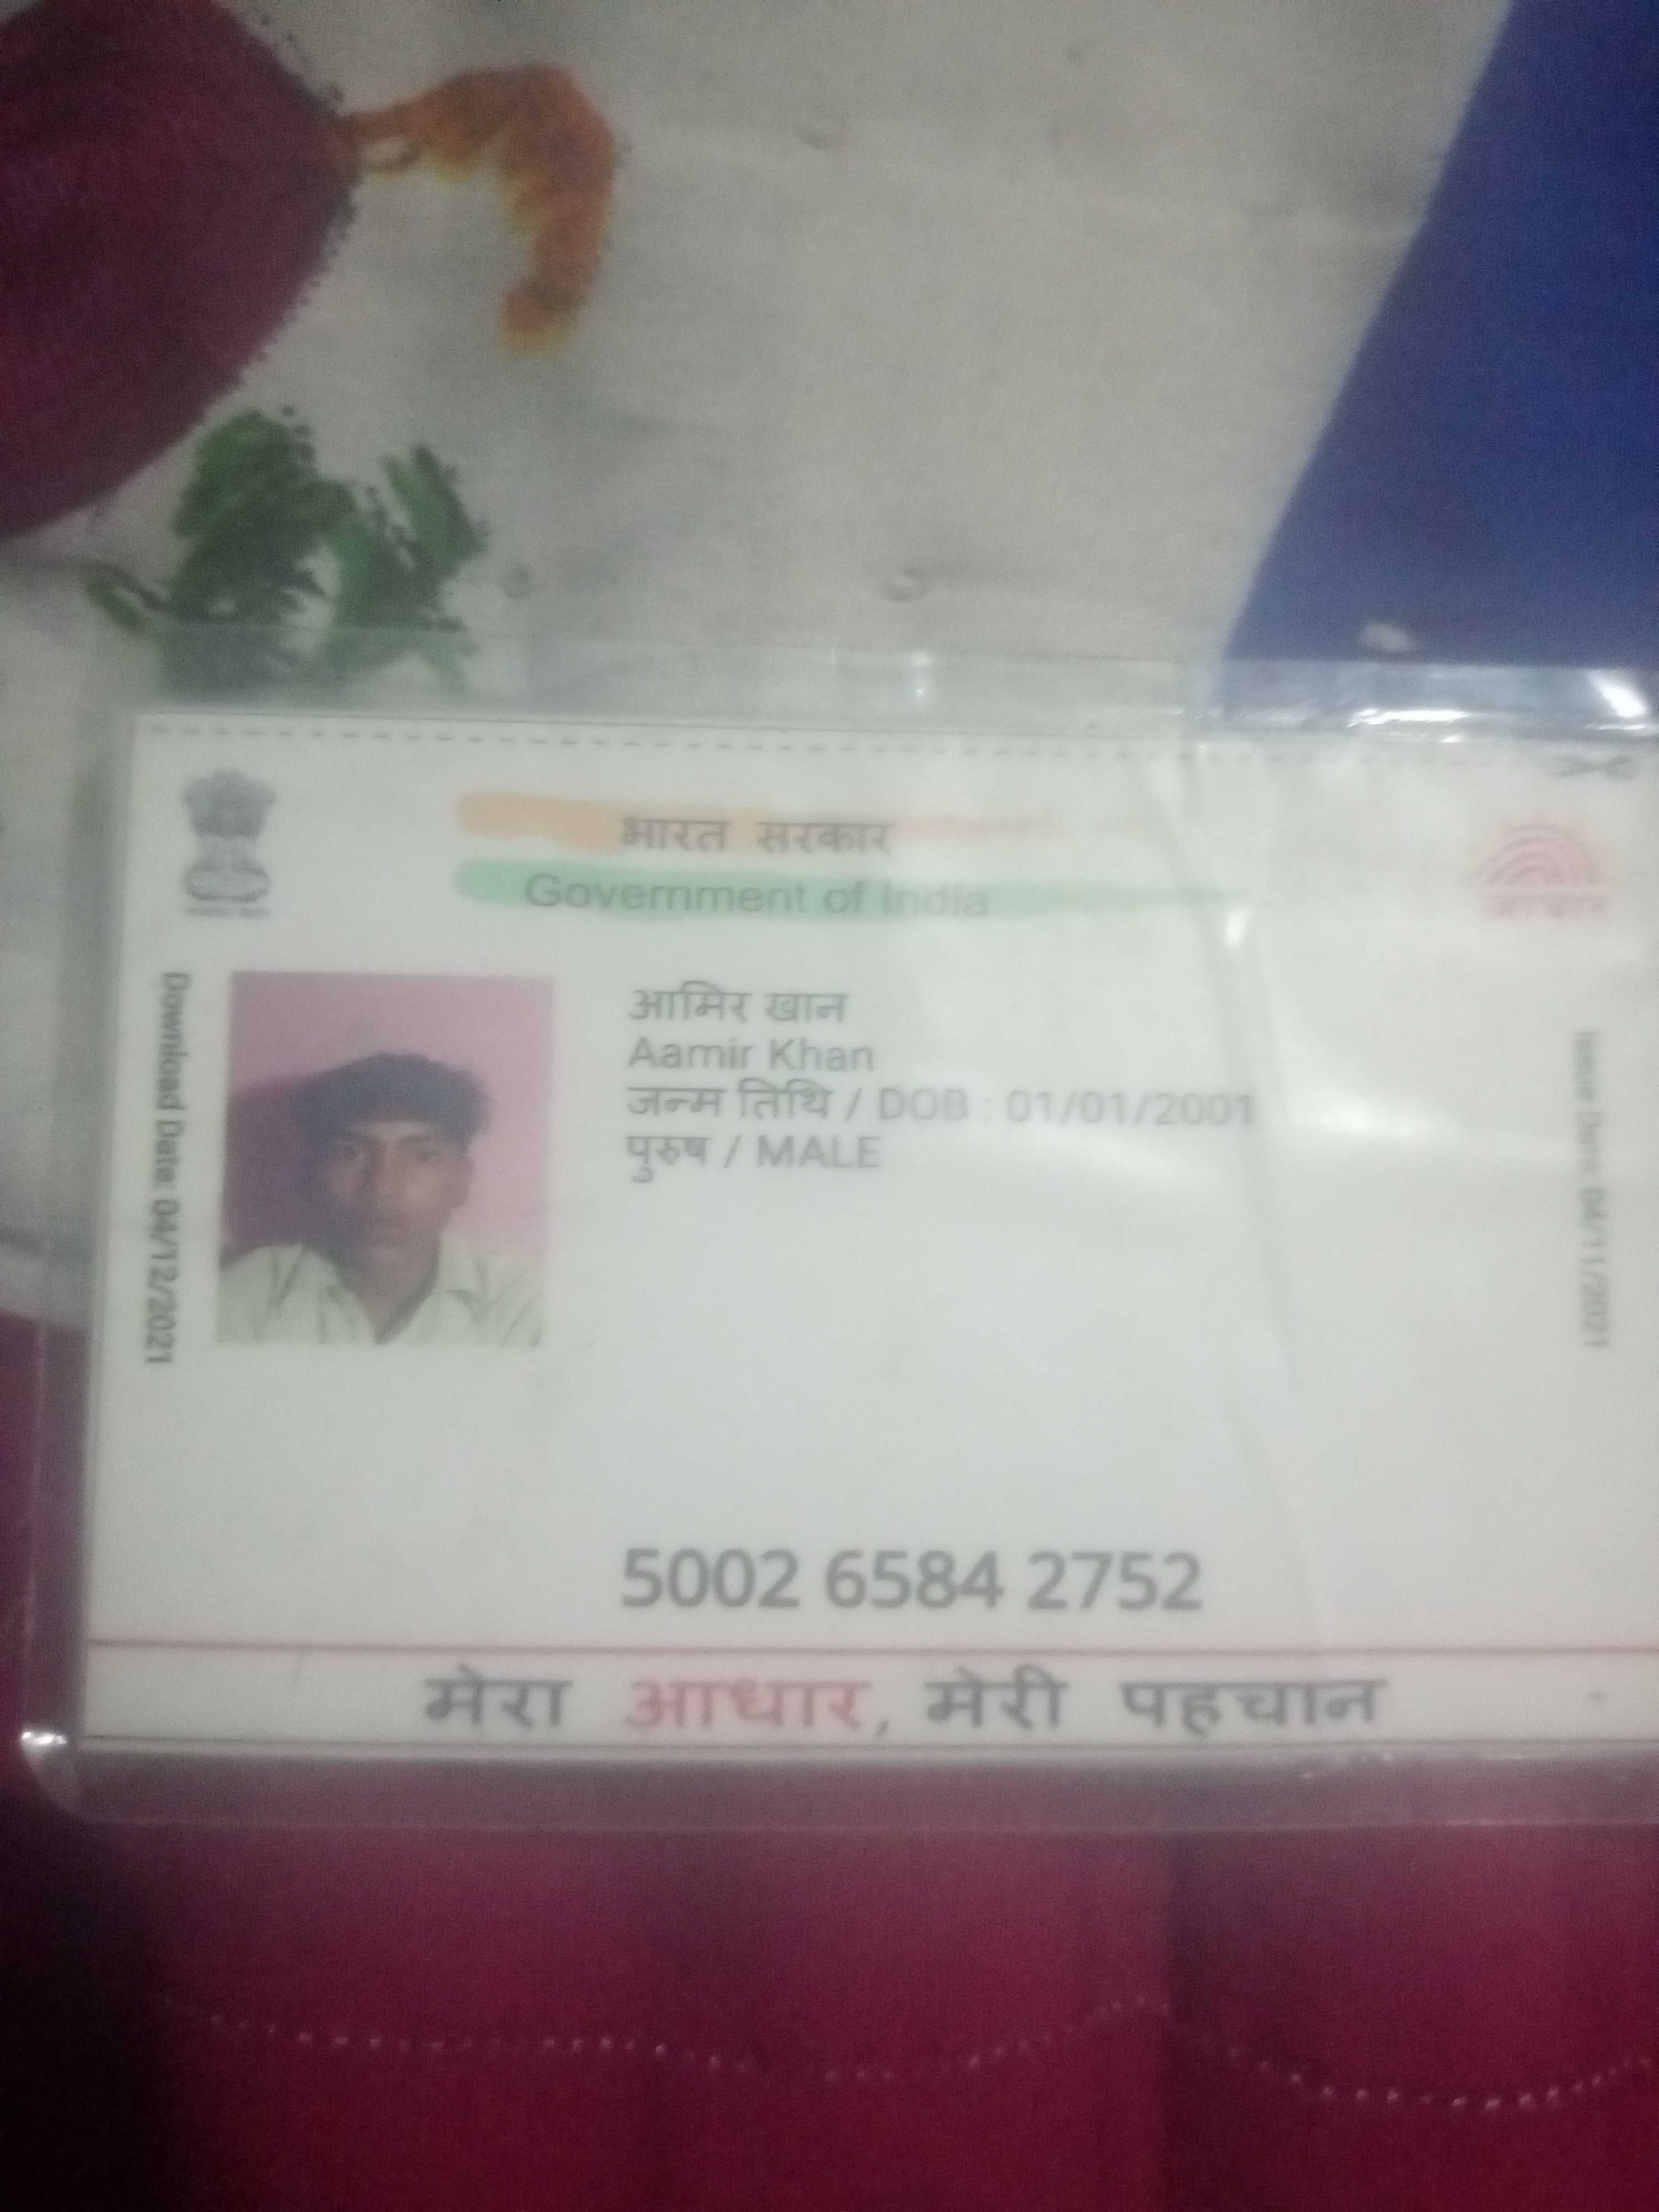 भारत सरकार
Government of India
आधार
Download Date: 04/12/2021
आमिर खान
Aamir Khan
जन्म तिथि / DOB : 01/01/2001
पुरुष / MALE
Issue Date: 04/11/2021
5002 6584 2752
मेरा आधार, मेरी पहचान